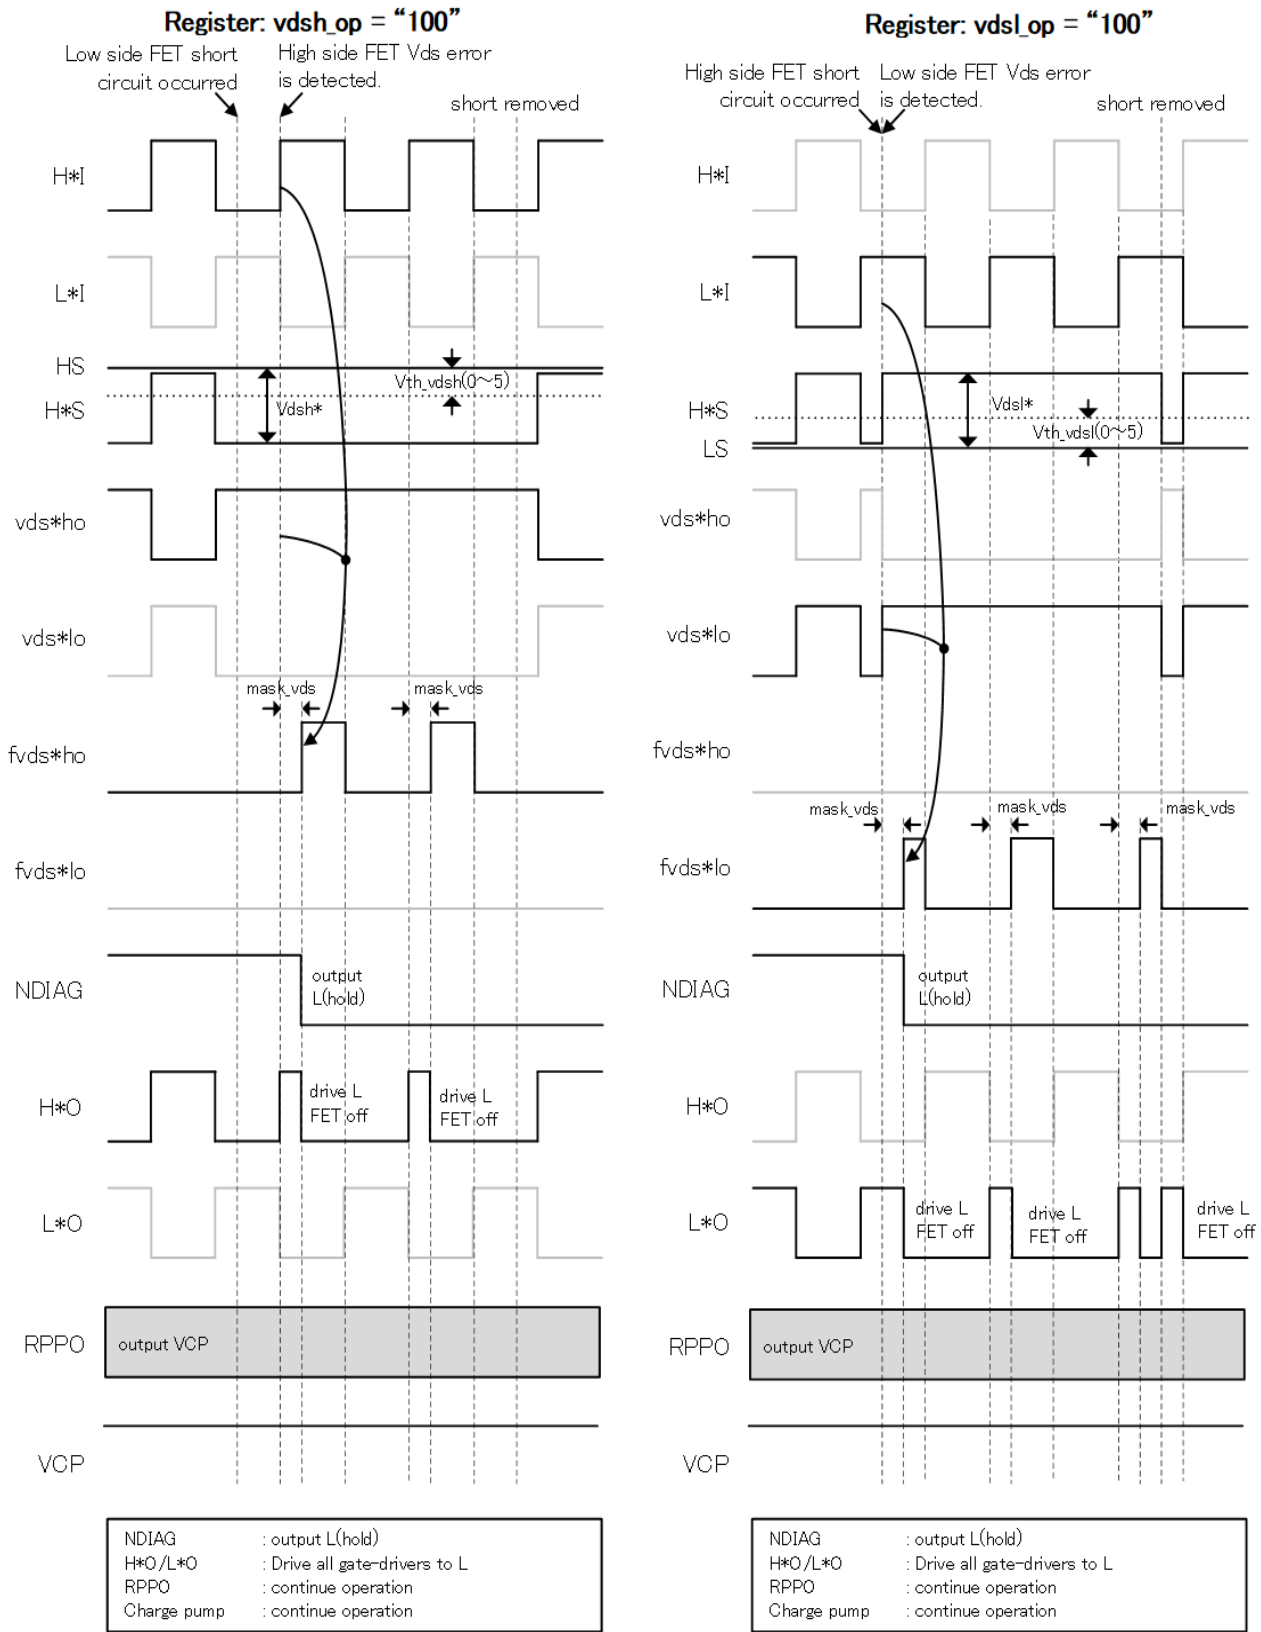 Register: vdsh_op = “100”
Low side FET short
circuit occurred
High side FET Vds error
is detected.
short removed
H*I
L*I
HS
Vth_vdsh(0～5)
H*S
Vdsh*
vds*ho
vds*lo
mask_vds
mask_vds
fvds*ho
fvds*lo
NDIAG
output
L(hold)
H*O
drive L
FET off
drive L
FET off
L*O
RPPO
output VCP
VCP
NDIAG : output L(hold)
H*O/L*O : Drive all gate-drivers to L
RPPO : continue operation
Charge pump : continue operation
Register: vdsl_op = “100”
High side FET short
circuit occurred
Low side FET Vds error
is detected.
short removed
H*I
L*I
H*S
Vdsl*
Vth_vdsl(0～5)
LS
vds*ho
vds*lo
fvds*ho
mask_vds
mask_vds
mask_vds
fvds*lo
NDIAG
output
L(hold)
H*O
L*O
drive L
FET off
drive L
FET off
drive L
FET off
RPPO
output VCP
VCP
NDIAG : output L(hold)
H*O/L*O : Drive all gate-drivers to L
RPPO : continue operation
Charge pump : continue operation